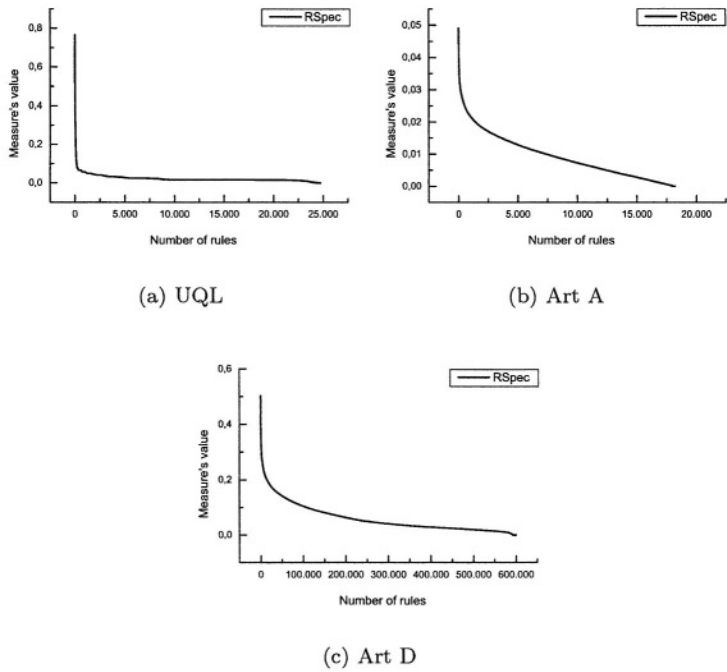 RSpec
0,8
0,6
0,4
0,2
0,0
Measure's value
0 5.000 10.000 15.000 20.000 25.000
Number of rules
(a) UQL
RSpec
0,05
0,04
0,03
0,02
0,01
0,00
Measure's value
0 5.000 10.000 15.000 20.000
Number of rules
(b) Art A
RSpec
0,6
0,4
0,2
0,0
Measure's value
0 100.000 200.000 300.000 400.000 500.000 600.000
Number of rules
(c) Art D